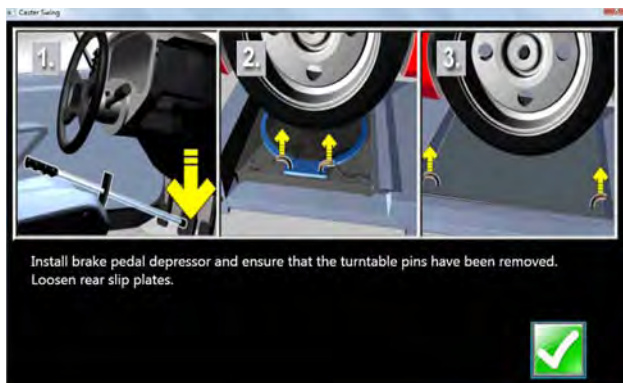 Caster Swing
1. 2. 3.
Install brake pedal depressor and ensure that the turntable pins have been removed.
Loosen rear slip plates.